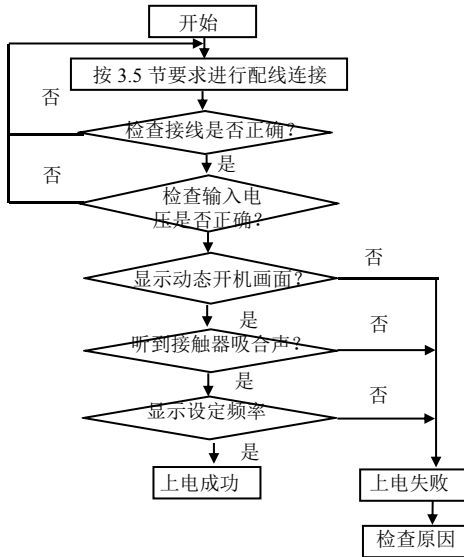 开始
按 3.5 节要求进行配线连接
否
检查接线是否正确?
是
否
检查输入电
压是否正确?
否
显示动态开机画面?
是
否
听到接触器吸合声?
是
否
显示设定频率
是
上电成功
上电失败
检查原因